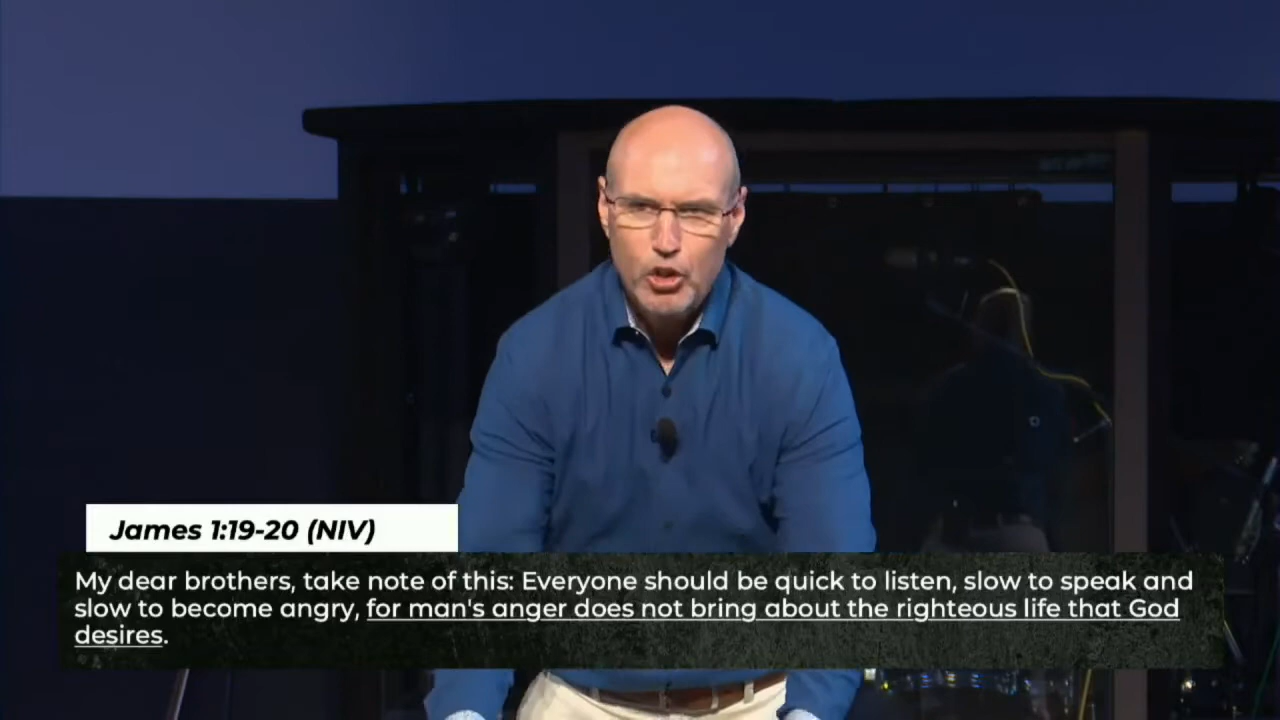 James 1:19-20 (NIV)
My dear brothers, take note of this: Everyone should be quick to listen, slow to speak and
slow to become angry, for man's anger does not bring about the righteous life that God
desires.